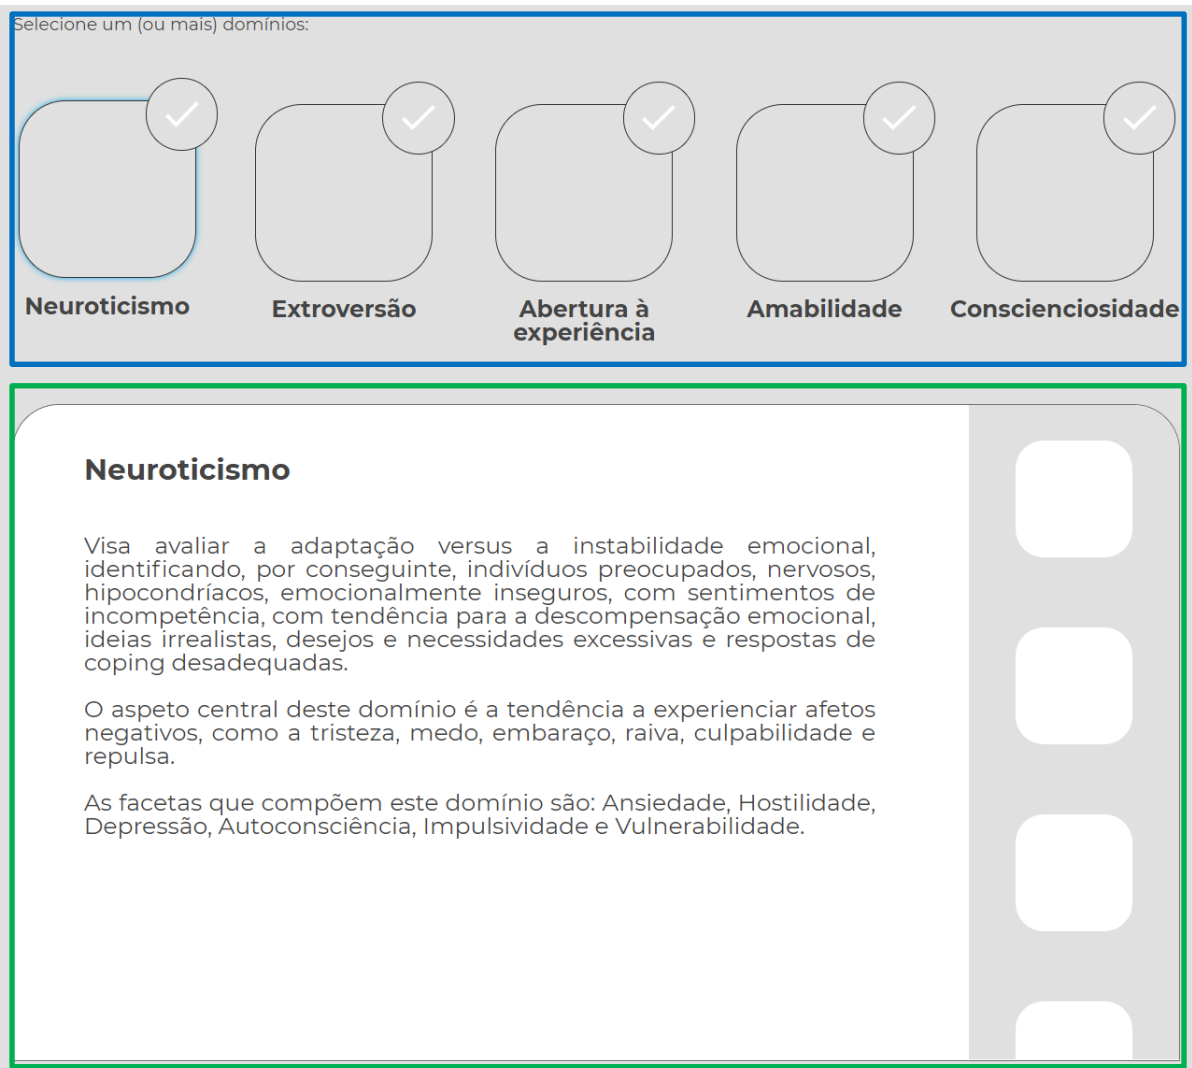 Selecione um (ou mais) domínios:
Neuroticismo
Extroversão
Abertura à
experiência
Amabilidade
Conscienciosidade
Neuroticismo
Visa avaliar a adaptação versus a instabilidade emocional,
identificando, por conseguinte, indivíduos preocupados, nervosos,
hipocondríacos, emocionalmente inseguros, com sentimentos de
incompetência, com tendência para a descompensação emocional,
ideias irrealistas, desejos e necessidades excessivas e respostas de
coping desadequadas.
O aspeto central deste domínio é a tendência a experienciar afetos
negativos, como a tristeza, medo, embaraço, raiva, culpabilidade e
repulsa.
As facetas que compõem este domínio são: Ansiedade, Hostilidade,
Depressão, Autoconsciência, Impulsividade e Vulnerabilidade.